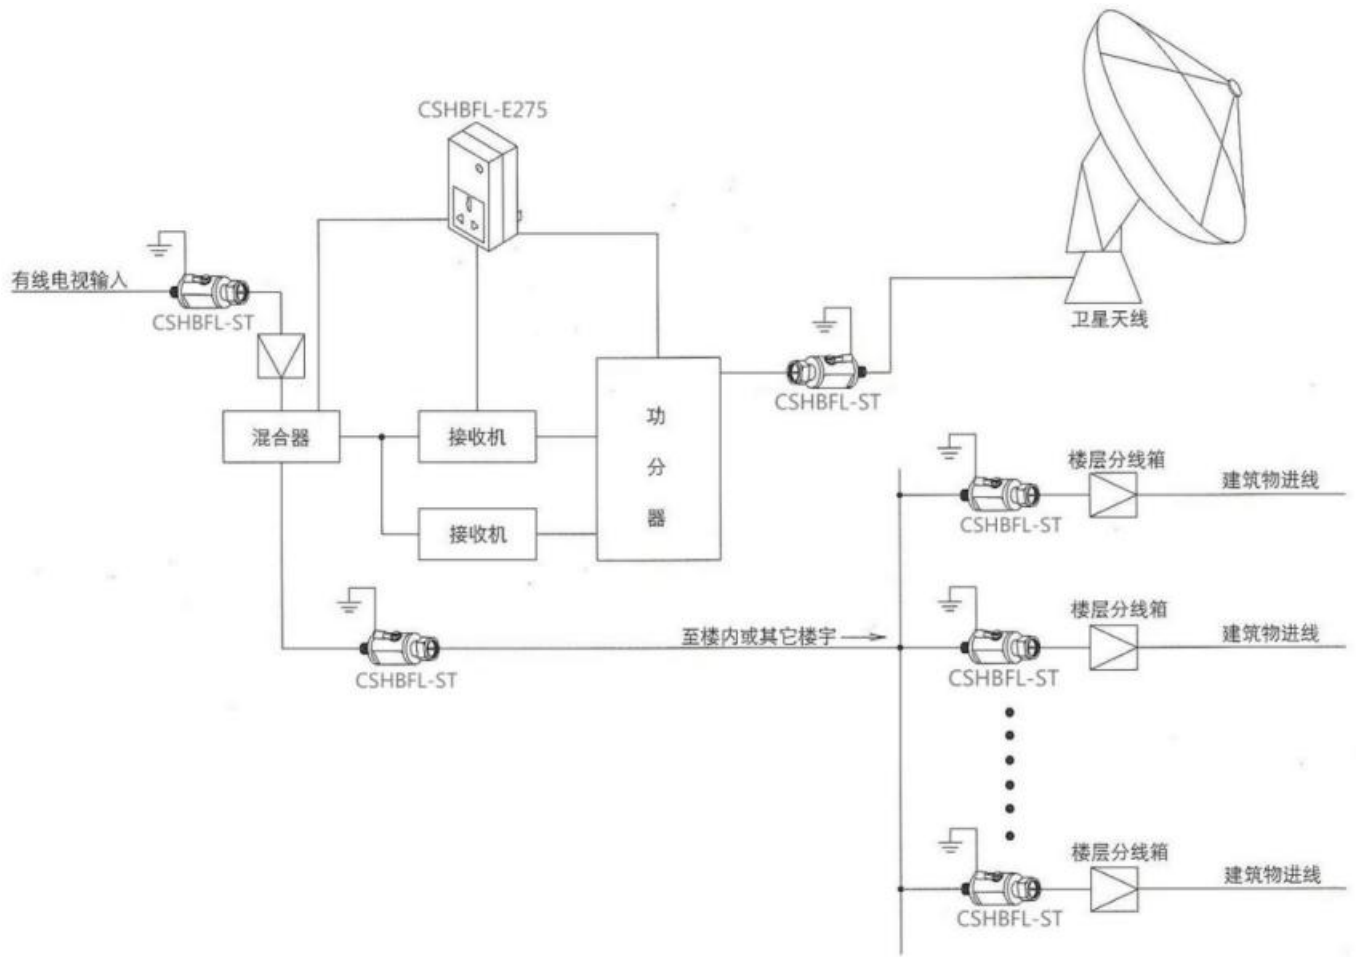 CSHBFL-E275
有线电视输入
CSHBFL-ST
卫星天线
CSHBFL-ST
混合器
接收机
功
分
器
接收机
楼层分线箱
建筑物进线
CSHBFL-ST
至楼内或其它楼宇
CSHBFL-ST
楼层分线箱
建筑物进线
CSHBFL-ST
楼层分线箱
建筑物进线
CSHBFL-ST